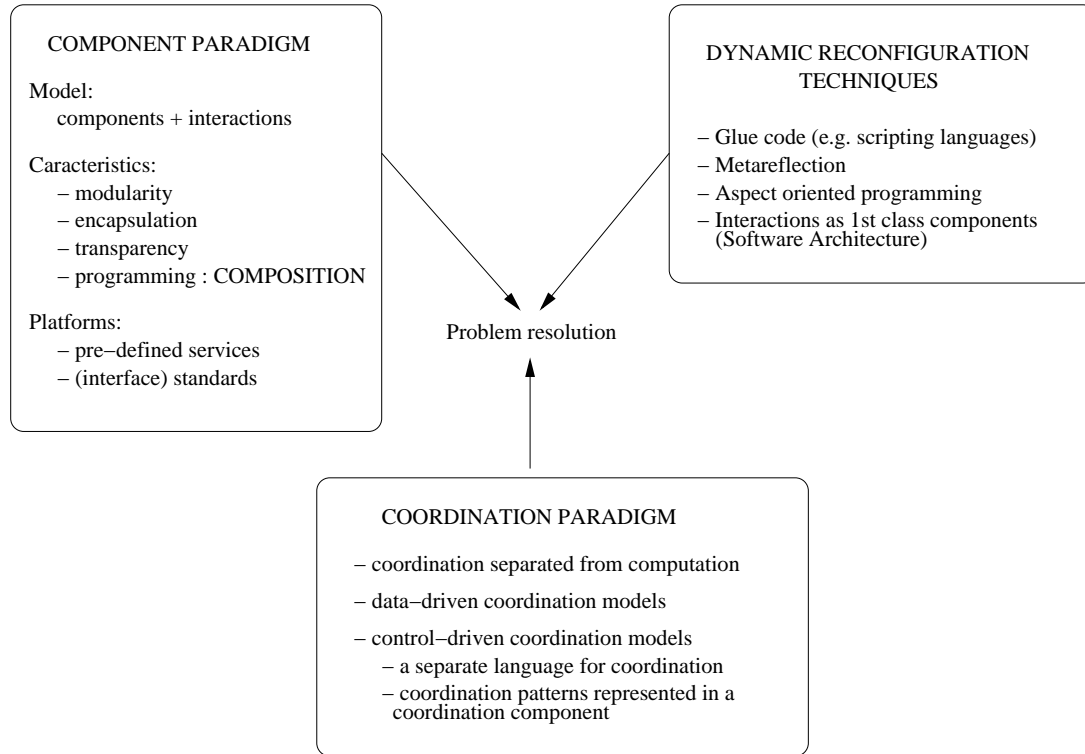 COMPONENT PARADIGM
Model:
components + interactions
Caracteristics:
– modularity
– encapsulation
– transparency
– programming : COMPOSITION
Platforms:
– pre–defined services
– (interface) standards
DYNAMIC RECONFIGURATION
TECHNIQUES
– Glue code (e.g. scripting languages)
– Metareflection
– Aspect oriented programming
– Interactions as 1st class components
(Software Architecture)
Problem resolution
COORDINATION PARADIGM
– coordination separated from computation
– data–driven coordination models
– control–driven coordination models
– a separate language for coordination
– coordination patterns represented in a
coordination component